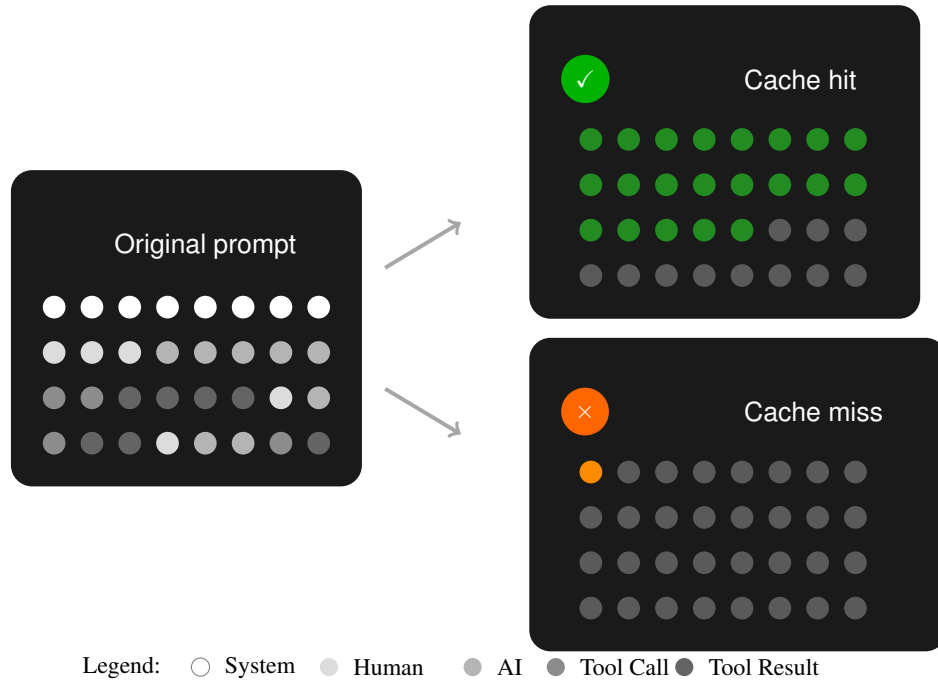 Cache hit
Original prompt
Cache miss
Legend: System Human AI Tool Call Tool Result